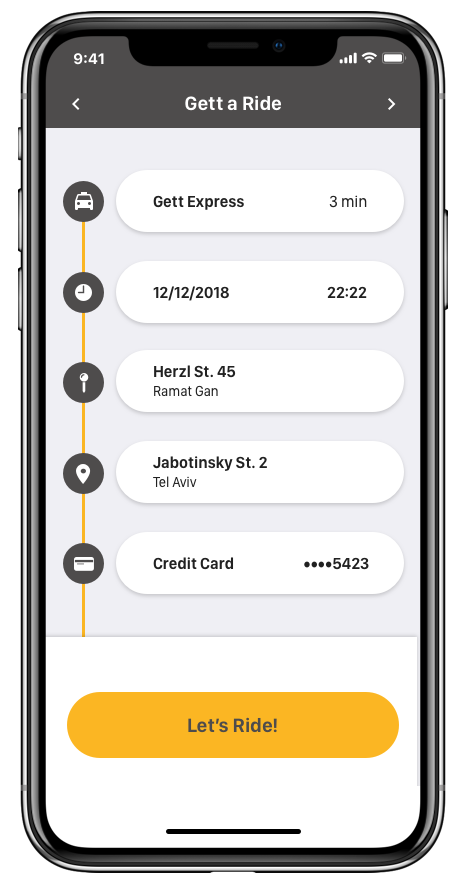 9:41
Gett a Ride
Gett Express 3 min
12/12/2018 22:22
Herzl St. 45
Ramat Gan
Jabotinsky St. 2
Tel Aviv
Credit Card ••••5423
Let's Ride!